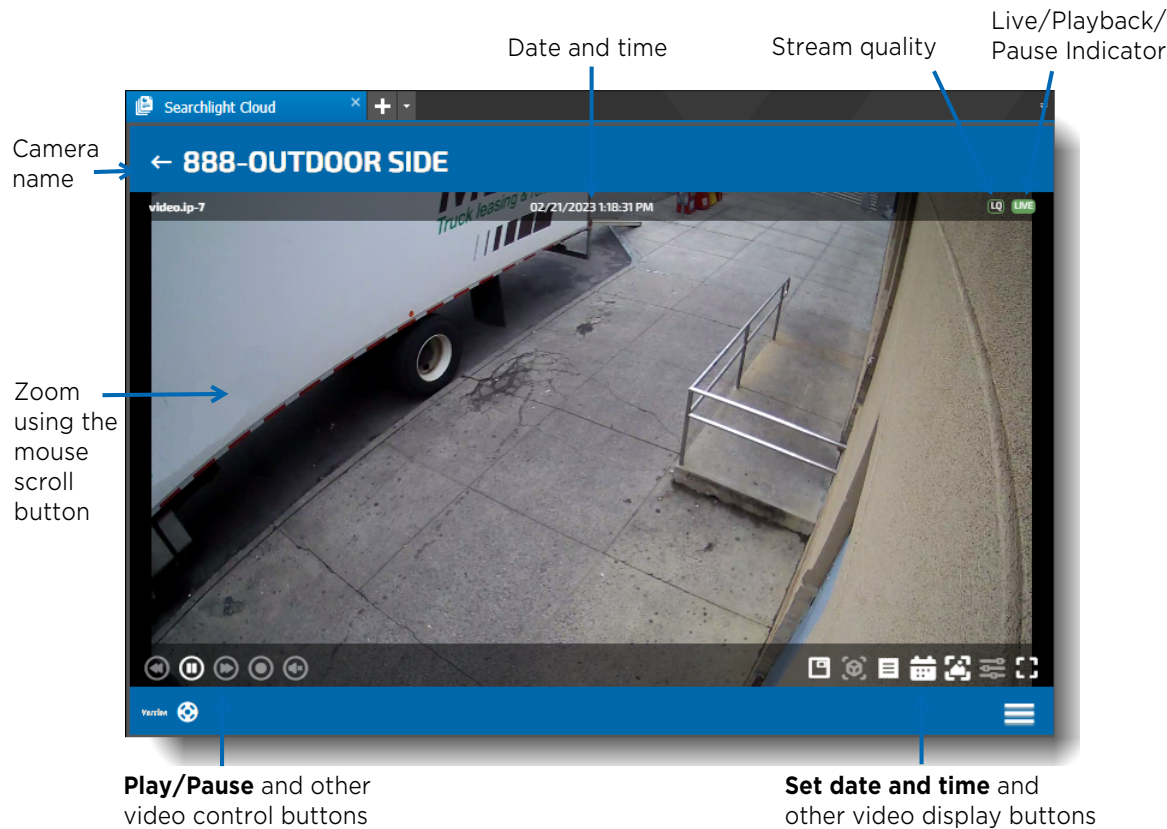 Live/Playback/
Pause Indicator
Date and time
Stream quality
Searchlight Cloud
Camera
name
← 888-OUTDOOR SIDE
video.ip-7
02/21/2023 1:18:31 PM
LQ
LIVE
Truck leasing &
Zoom
using the
mouse
scroll
button
Version
Play/Pause and other
video control buttons
Set date and time and
other video display buttons